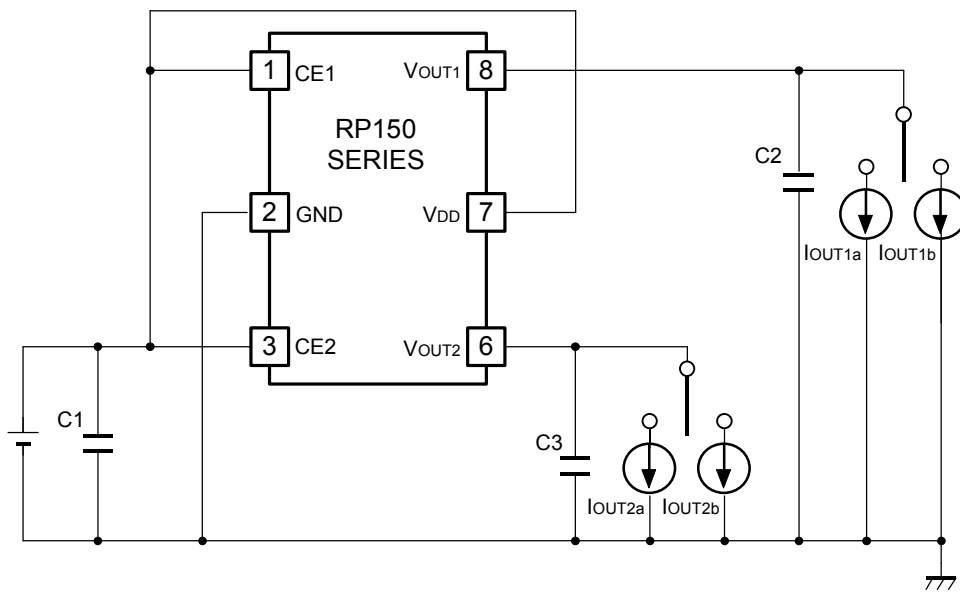 1 CE1
VOUT1 8
RP150
SERIES
2 GND
VDD 7
3 CE2
VOUT2 6
C1
C2
C3
IOUT1a
IOUT1b
IOUT2a
IOUT2b